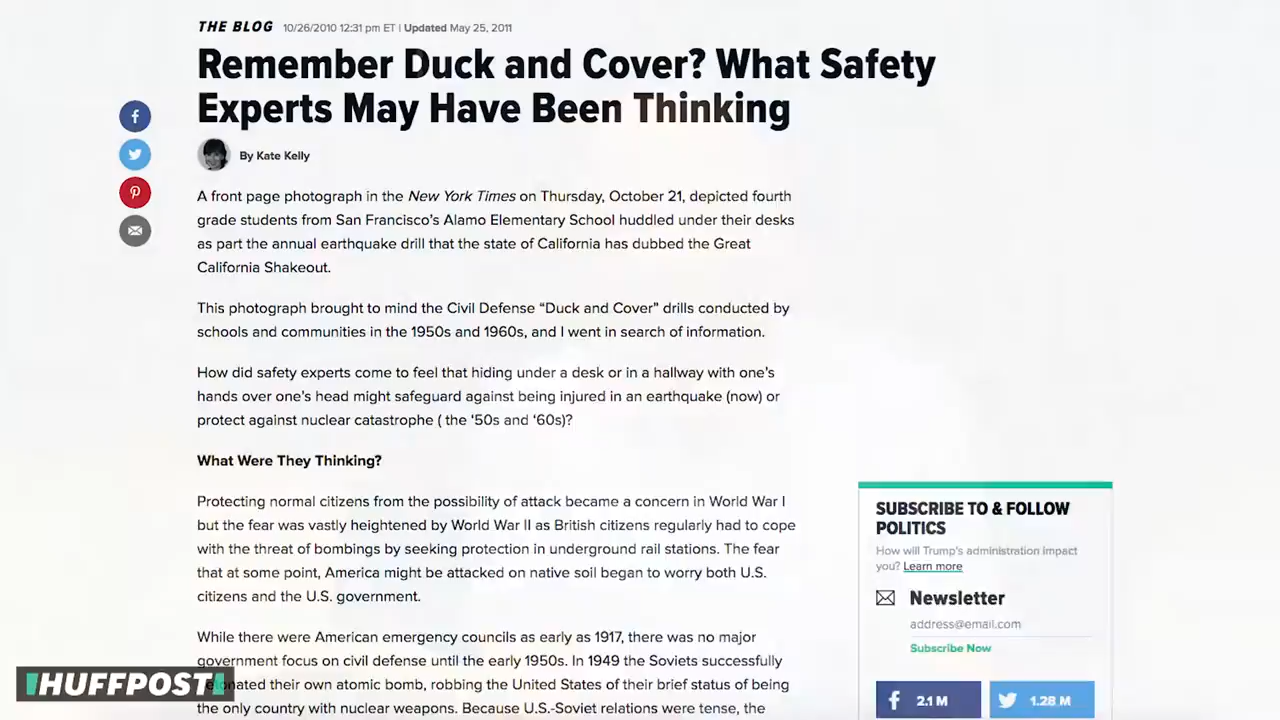 THE BLOG 10/26/2010 12:31 pm ET | Updated May 25, 2011
Remember Duck and Cover? What Safety
Experts May Have Been Thinking
By Kate Kelly
A front page photograph in the New York Times on Thursday, October 21, depicted fourth
grade students from San Francisco's Alamo Elementary School huddled under their desks
as part the annual earthquake drill that the state of California has dubbed the Great
California Shakeout.
This photograph brought to mind the Civil Defense “Duck and Cover” drills conducted by
schools and communities in the 1950s and 1960s, and I went in search of information.
How did safety experts come to feel that hiding under a desk or in a hallway with one's
hands over one's head might safeguard against being injured in an earthquake (now) or
protect against nuclear catastrophe ( the ‘50s and ‘60s)?
What Were They Thinking?
Protecting normal citizens from the possibility of attack became a concern in World War I
but the fear was vastly heightened by World War II as British citizens regularly had to cope
with the threat of bombings by seeking protection in underground rail stations. The fear
that at some point, America might be attacked on native soil began to worry both U.S.
citizens and the U.S. government.
While there were American emergency councils as early as 1917, there was no major
government focus on civil defense until the early 1950s. In 1949 the Soviets successfully
their own atomic bomb, robbing the United States of their brief status of being
the only country with nuclear weapons. Because U.S.-Soviet relations were tense, the
SUBSCRIBE TO & FOLLOW
POLITICS
How will Trump's administration impact
you? Learn more
Newsletter
address@email.com
Subscribe Now
2.1 M
1.28 M
HUFFPOST